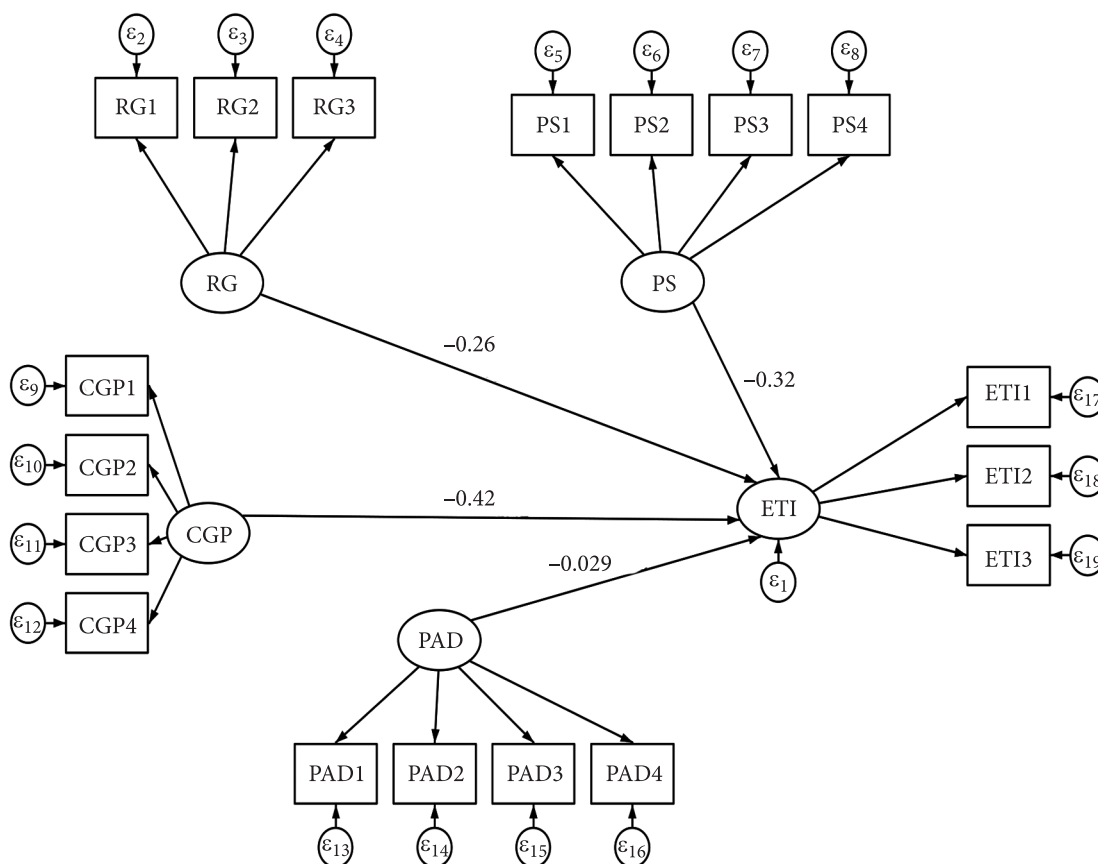 ε2 ε3 ε4
RG1 RG2 RG3
ε5 ε6 ε7 ε8
PS1 PS2 PS3 PS4
RG
PS
–0.26
–0.32
ε9 CGP1
ε10 CGP2
ε11 CGP3
ε12 CGP4
CGP
–0.42
ETI
ε1
ETI1 ε17
ETI2 ε18
ETI3 ε19
–0.029
PAD
PAD1 PAD2 PAD3 PAD4
ε13 ε14 ε15 ε16